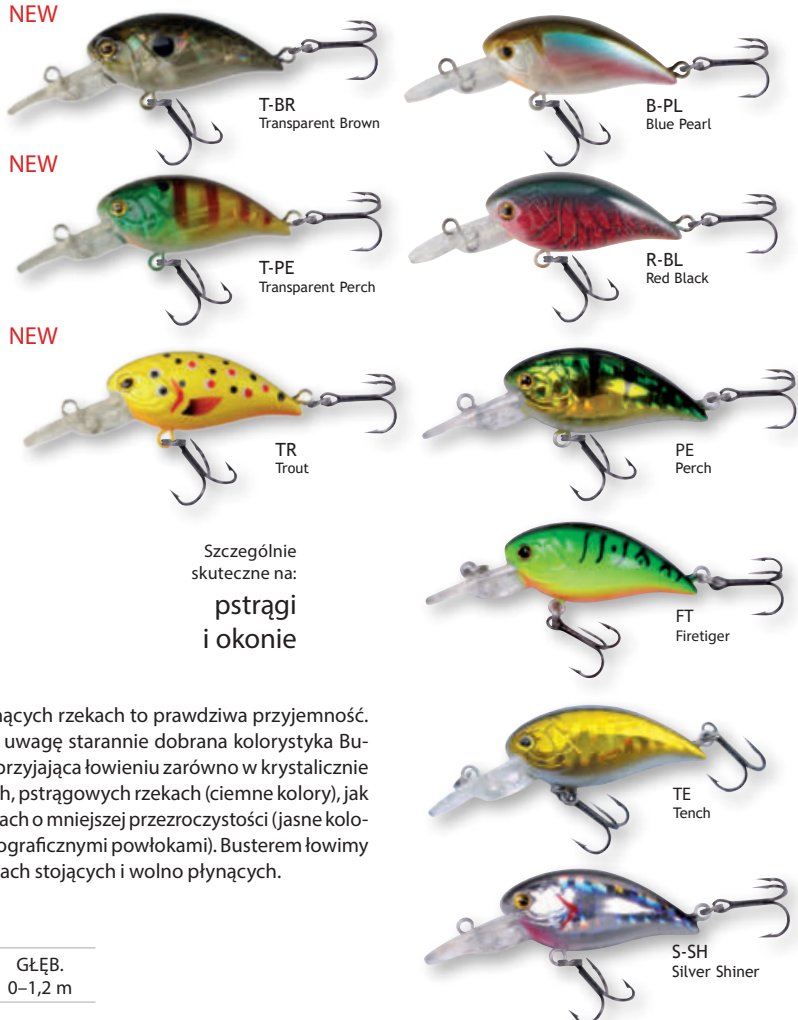 NEW
T-BR
Transparent Brown
B-PL
Blue Pearl
NEW
T-PE
Transparent Perch
R-BL
Red Black
NEW
TR
Trout
PE
Perch
Szczególnie
skuteczne na:
pstrągi
i okonie
FT
Firetiger
ących rzekach to prawdziwa przyjemność.
uwagę starannie dobrana kolorystyka Bu-
przyjająca łowieniu zarówno w krystalicznie
h, pstrągowych rzekach (ciemne kolory), jak
ach o mniejszej przezroczystości (jasne kolo-
ograficznymi powłokami). Busterem łowimy
ach stojących i wolno płynących.
TE
Tench
S-SH
Silver Shiner
GŁĘB.
0–1,2 m